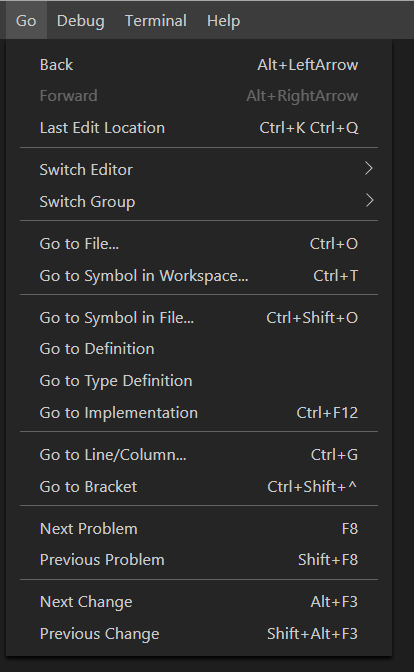 Go Debug Terminal Help
Back Alt+LeftArrow
Forward Alt+RightArrow
Last Edit Location Ctrl+K Ctrl+Q
Switch Editor
Switch Group
Go to File... Ctrl+O
Go to Symbol in Workspace... Ctrl+T
Go to Symbol in File... Ctrl+Shift+O
Go to Definition
Go to Type Definition
Go to Implementation Ctrl+F12
Go to Line/Column... Ctrl+G
Go to Bracket Ctrl+Shift+^
Next Problem F8
Previous Problem Shift+F8
Next Change Alt+F3
Previous Change Shift+Alt+F3